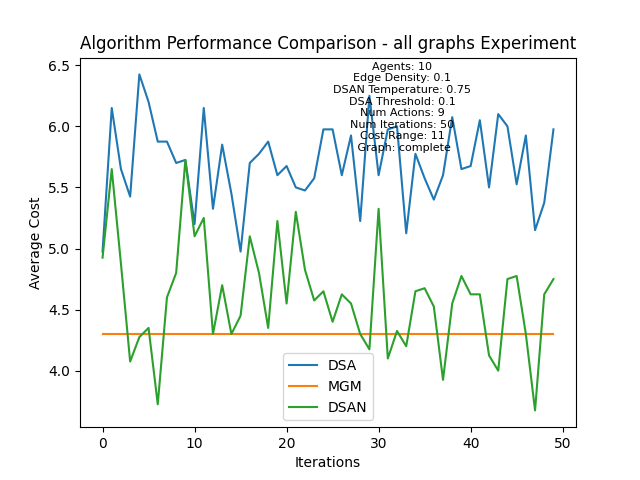 Algorithm Performance Comparison - all graphs Experiment
Agents: 10
Edge Density: 0.1
DSAN Temperature: 0.75
DSA Threshold: 0.1
Num Actions: 9
Num Iterations: 50
Cost Range: 11
Graph: complete
6.5
6.0
5.5
5.0
4.5
4.0
Average Cost
DSA
MGM
DSAN
0
10
20
30
40
50
Iterations